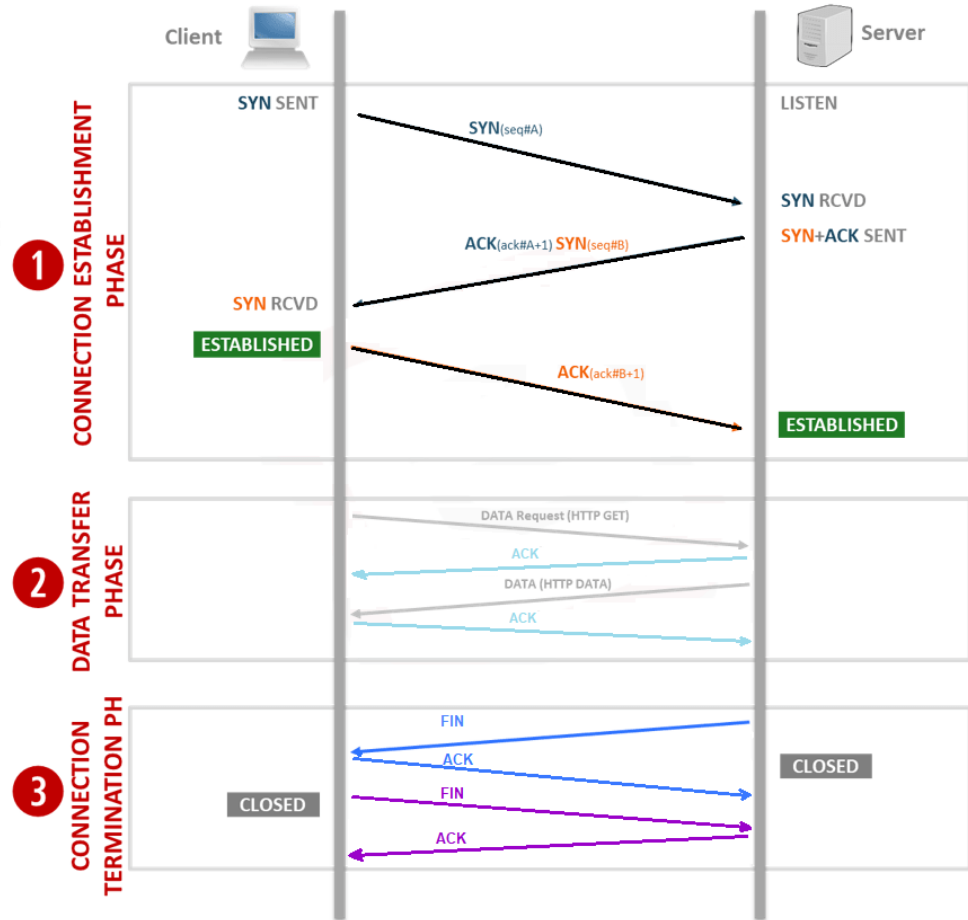 Client
Server
1
CONNECTION ESTABLISHMENT
PHASE
SYN SENT
LISTEN
SYN(seq#A)
SYN RCVD
SYN+ACK SENT
ACK(ack#A+1) SYN(seq#B)
SYN RCVD
ESTABLISHED
ACK(ack#B+1)
ESTABLISHED
2
DATA TRANSFER
PHASE
DATA Request (HTTP GET)
ACK
DATA (HTTP DATA)
ACK
3
CONNECTION
TERMINATION PH
FIN
ACK
CLOSED
CLOSED
FIN
ACK